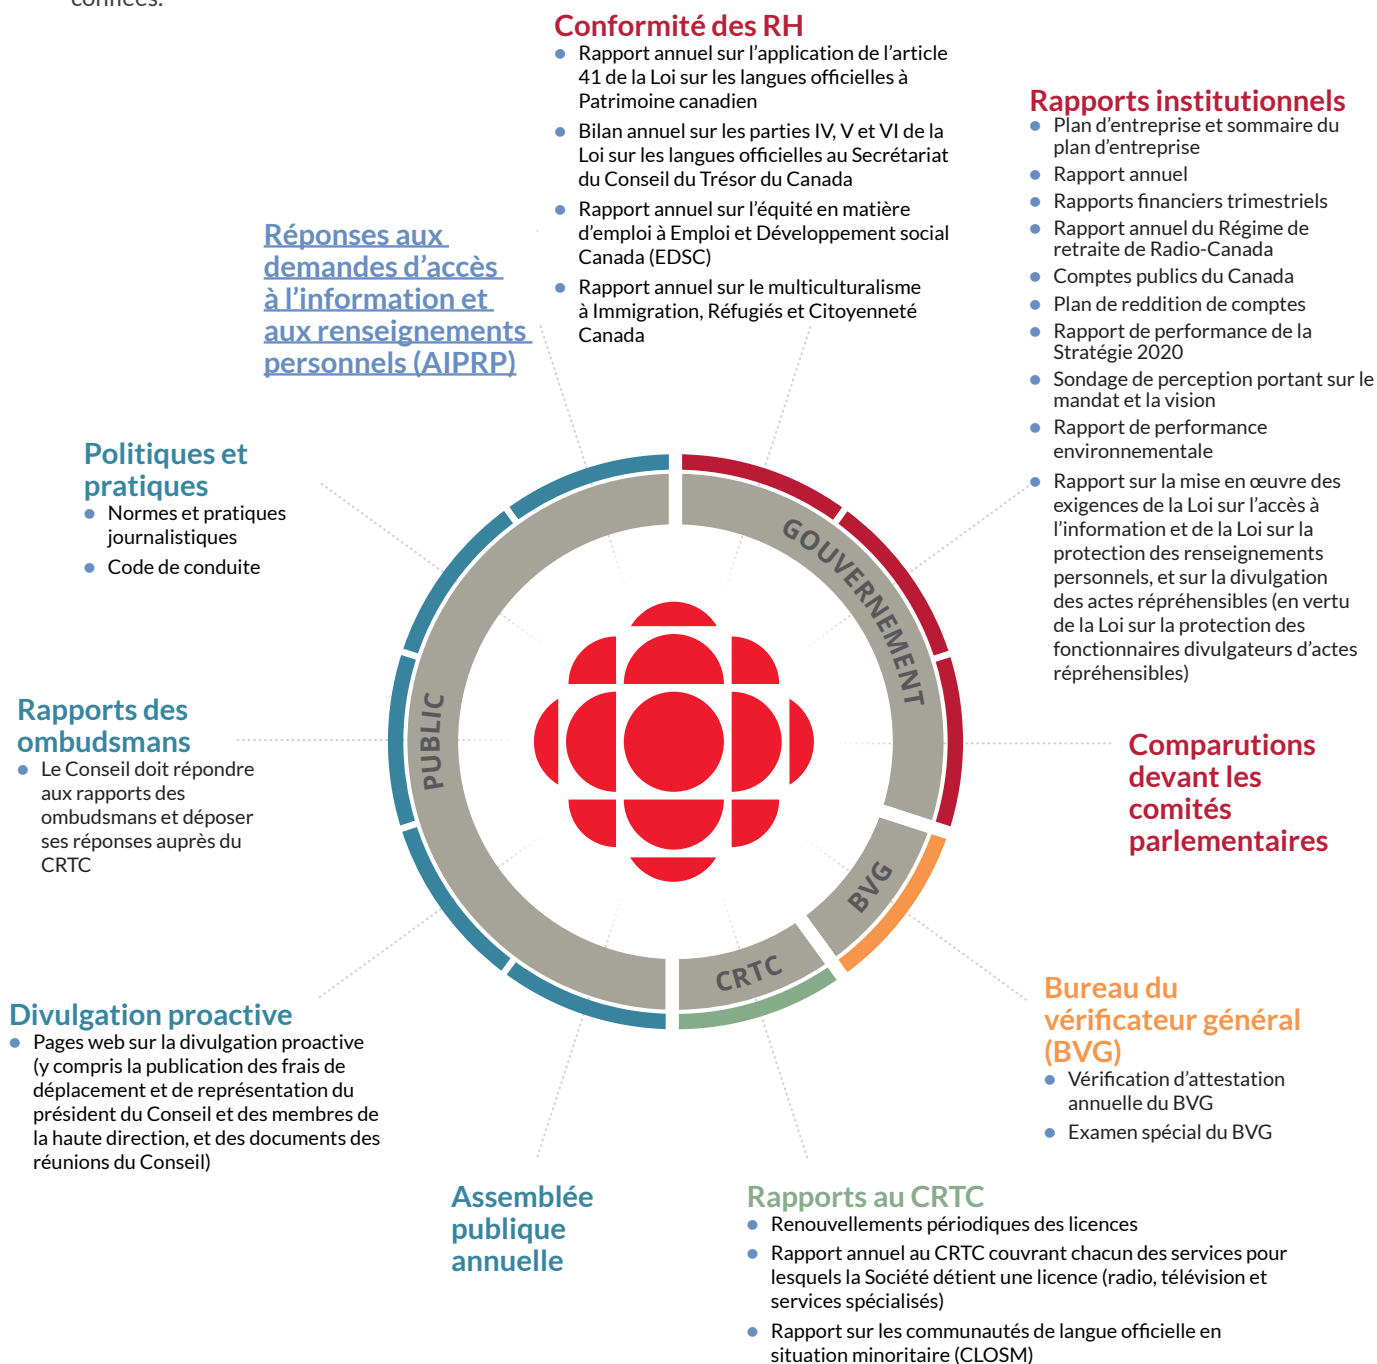 confiées.
Conformité des RH
Rapport annuel sur l'application de l'article
41 de la Loi sur les langues officielles à
Patrimoine canadien
Bilan annuel sur les parties IV, V et VI de la
Loi sur les langues officielles au Secrétariat
du Conseil du Trésor du Canada
Rapport annuel sur l'équité en matière
d'emploi à Emploi et Développement social
Canada (EDSC)
Rapport annuel sur le multiculturalisme
à Immigration, Réfugiés et Citoyenneté
Canada
Rapports institutionnels
Plan d'entreprise et sommaire du
plan d'entreprise
Rapport annuel
Rapports financiers trimestriels
Rapport annuel du Régime de
retraite de Radio-Canada
Comptes publics du Canada
Plan de reddition de comptes
Rapport de performance de la
Stratégie 2020
Sondage de perception portant sur le
mandat et la vision
Rapport de performance
environnementale
Rapport sur la mise en œuvre des
exigences de la Loi sur l'accès à
l'information et de la Loi sur la
protection des renseignements
personnels, et sur la divulgation
des actes répréhensibles (en vertu
de la Loi sur la protection des
fonctionnaires divulgateurs d'actes
répréhensibles)
Réponses aux
demandes d'accès
à l'information et
aux renseignements
personnels (AIPRP)
Politiques et
pratiques
Normes et pratiques
journalistiques
Code de conduite
GOUVERNEMENT
PUBLIC
BVG
CRTC
Rapports des
ombudsmans
Le Conseil doit répondre
aux rapports des
ombudsmans et déposer
ses réponses auprès du
CRTC
Comparutions
devant les
comités
parlementaires
Divulgation proactive
Pages web sur la divulgation proactive
(y compris la publication des frais de
déplacement et de représentation du
président du Conseil et des membres de
la haute direction, et des documents des
réunions du Conseil)
Bureau du
vérificateur général
(BVG)
Vérification d'attestation
annuelle du BVG
Examen spécial du BVG
Assemblée
publique
annuelle
Rapports au CRTC
Renouvellements périodiques des licences
Rapport annuel au CRTC couvrant chacun des services pour
lesquels la Société détient une licence (radio, télévision et
services spécialisés)
Rapport sur les communautés de langue officielle en
situation minoritaire (CLOSM)